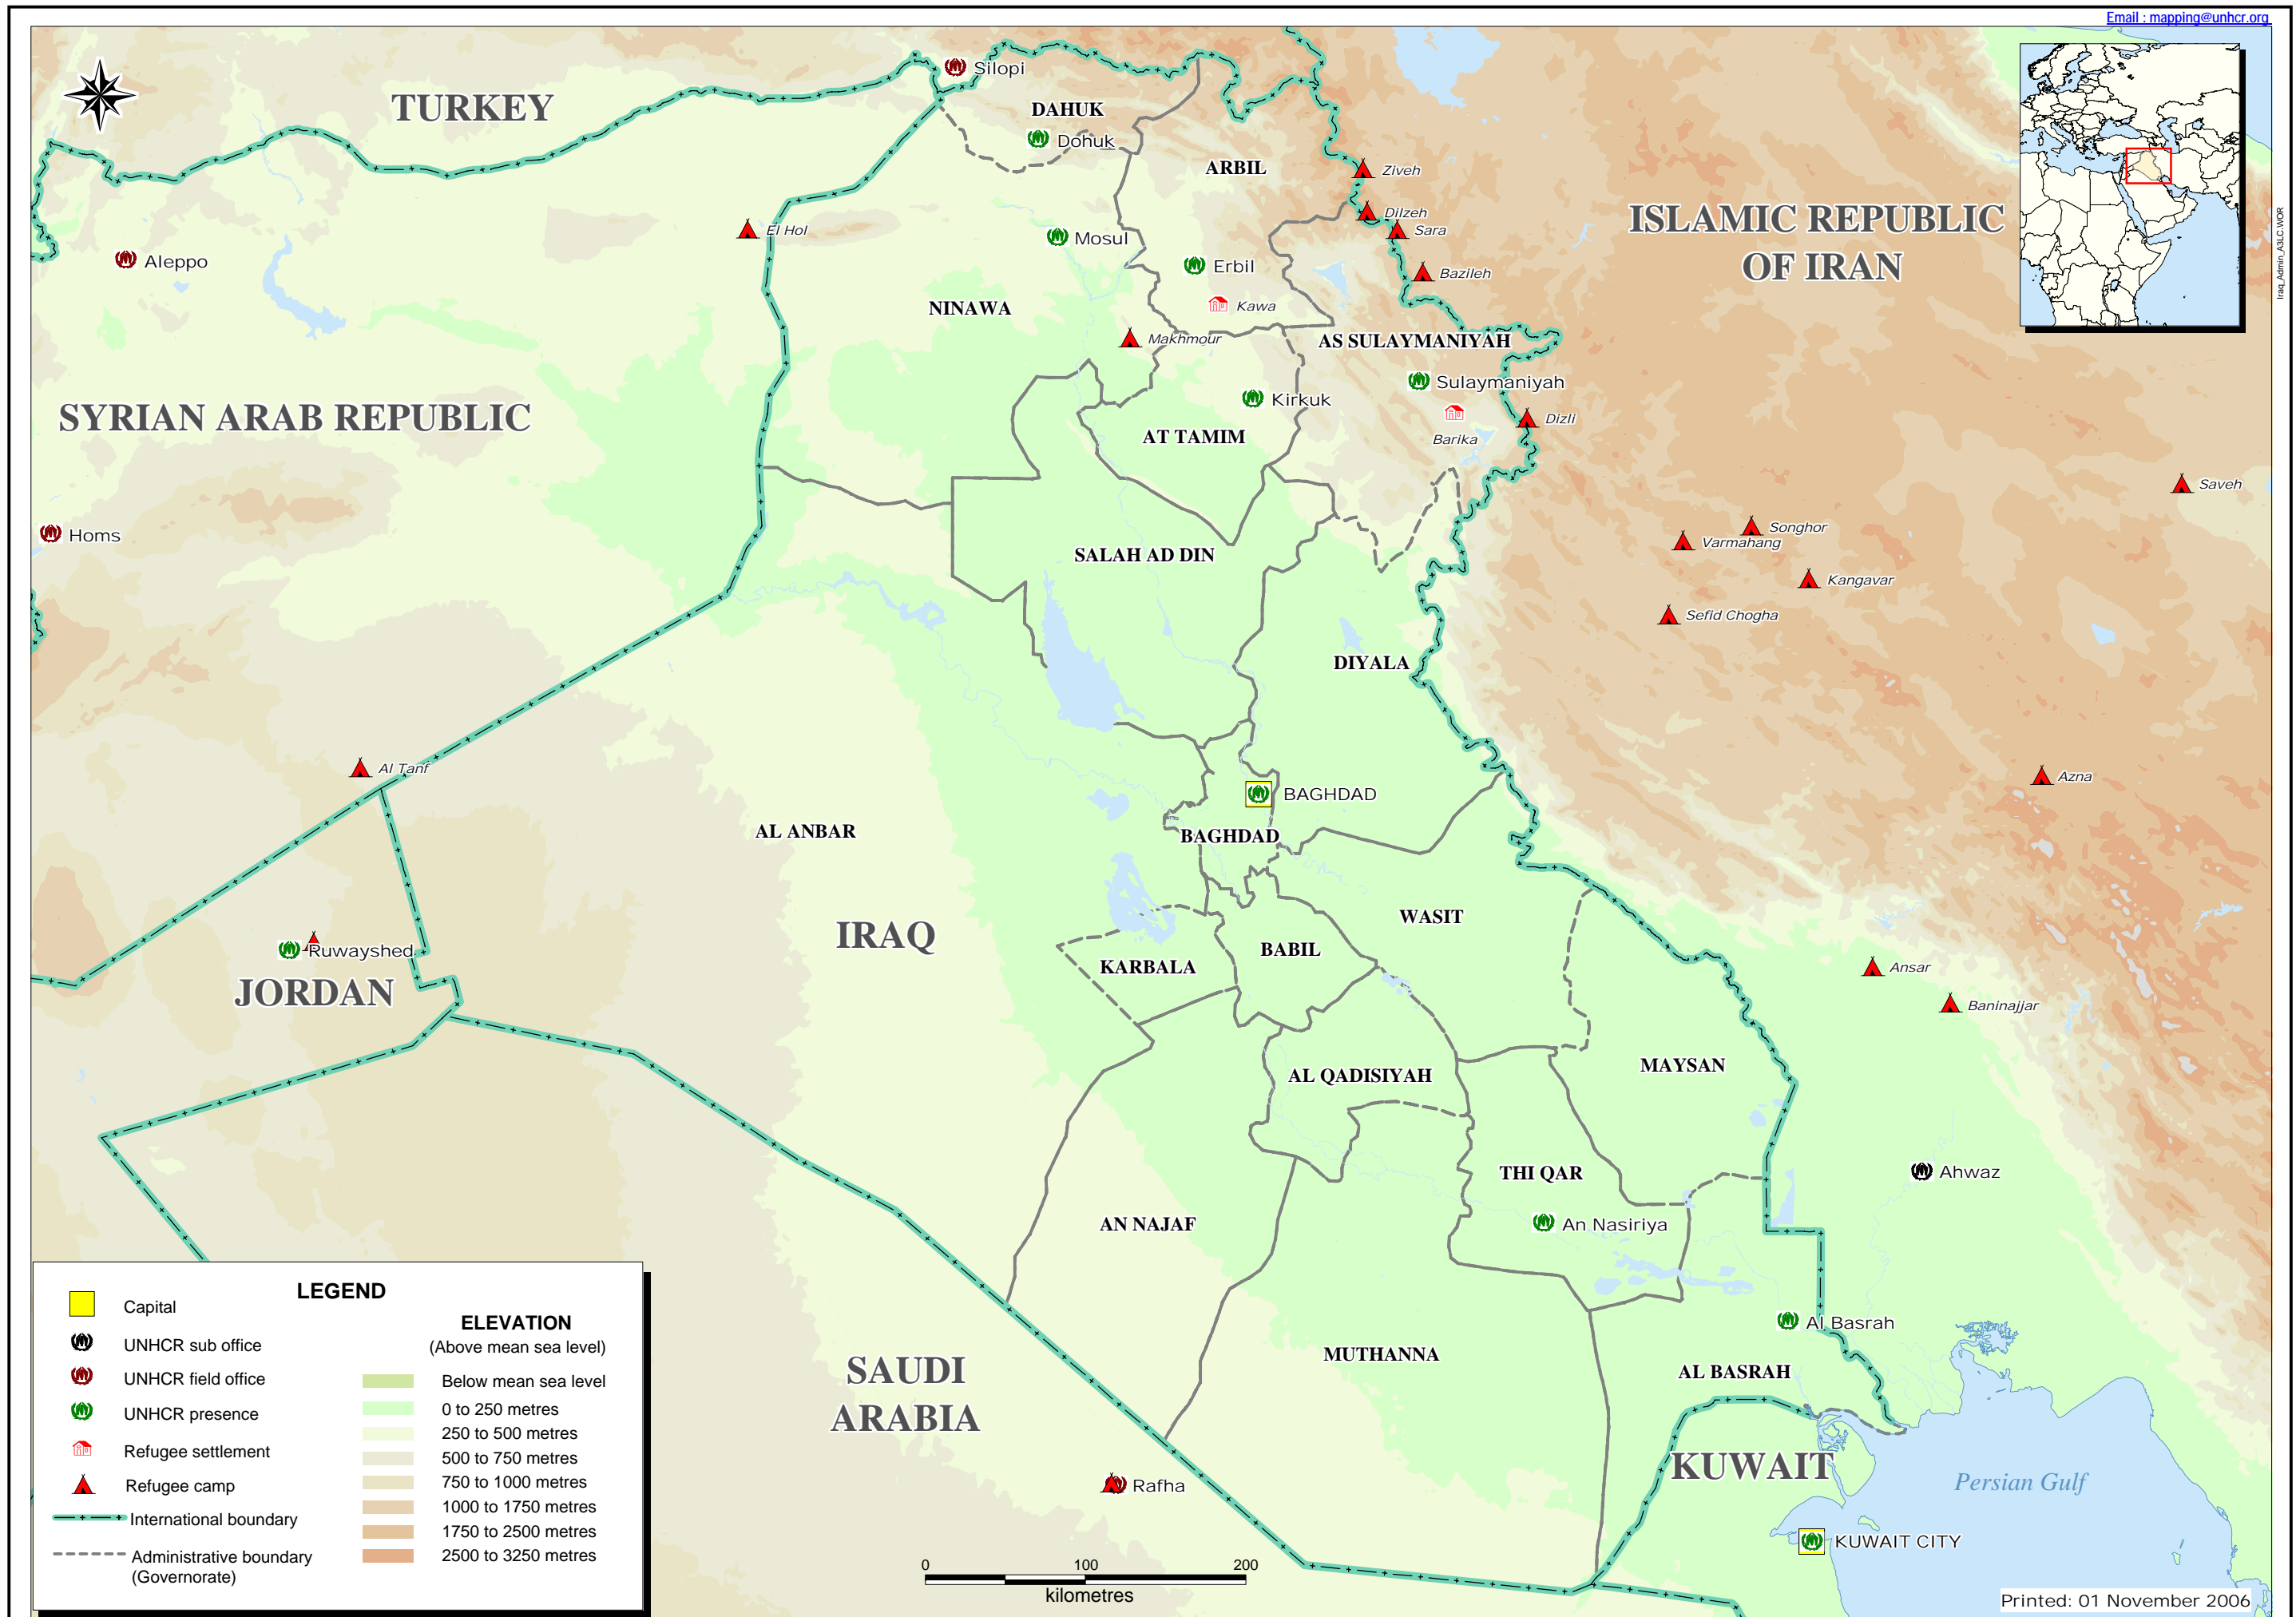 Email : mapping@unhcr.org
Iraq_Admin_A3LC.WOR
Silopi
TURKEY
DAHUK
Dohuk
ARBIL
Ziveh
Dilzeh
Sara
ISLAMIC REPUBLIC
OF IRAN
El Hol
Mosul
Aleppo
Erbil
Bazileh
NINAWA
Kawa
Makhmour
AS SULAYMANIYAH
Sulaymaniyah
Kirkuk
SYRIAN ARAB REPUBLIC
Dizli
AT TAMIM
Barika
Saveh
Homs
Songhor
Varmahang
SALAH AD DIN
Kangavar
Sefid Chogha
DIYALA
Al Tanf
Azna
BAGHDAD
AL ANBAR
BAGHDAD
WASIT
IRAQ
Ruwayshed
BABIL
KARBALA
Ansar
JORDAN
Baninajjar
MAYSAN
AL QADISIYAH
THI QAR
Ahwaz
AN NAJAF
An Nasiriya
Al Basrah
MUTHANNA
SAUDI
ARABIA
AL BASRAH
KUWAIT
Persian Gulf
Rafha
KUWAIT CITY
LEGEND
Capital
UNHCR sub office
UNHCR field office
UNHCR presence
Refugee settlement
Refugee camp
International boundary
Administrative boundary
(Governorate)
ELEVATION
(Above mean sea level)
Below mean sea level
0 to 250 metres
250 to 500 metres
500 to 750 metres
750 to 1000 metres
1000 to 1750 metres
1750 to 2500 metres
2500 to 3250 metres
0 100 200
kilometres
Printed: 01 November 2006